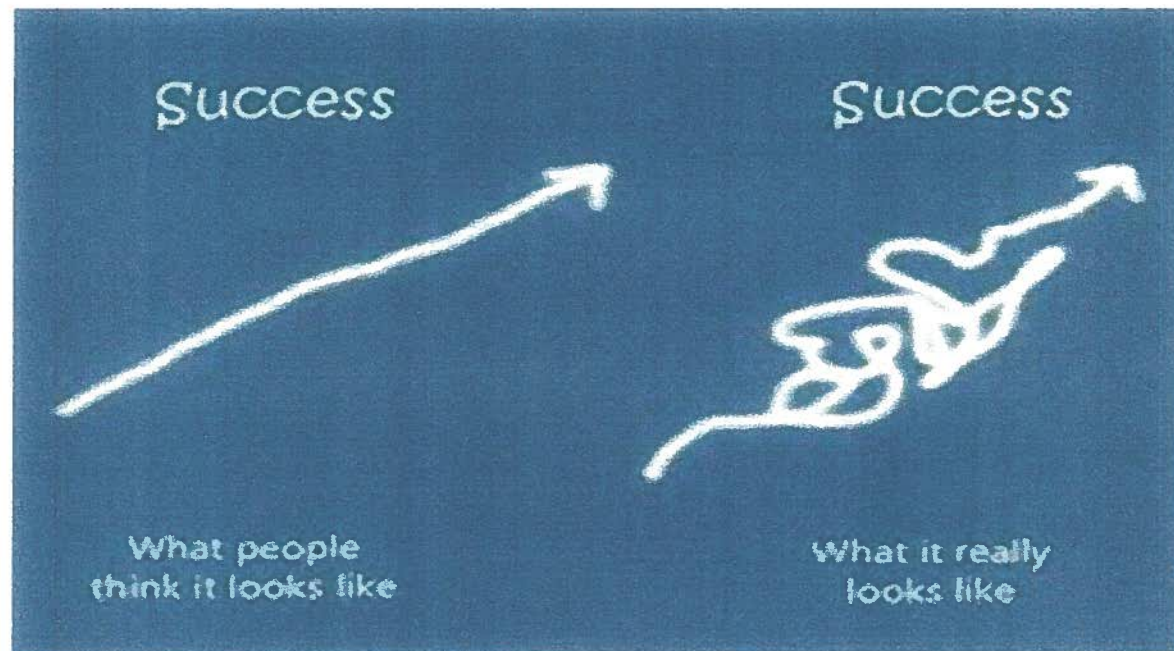 Success
What people
think it looks like
Success
What it really
looks like